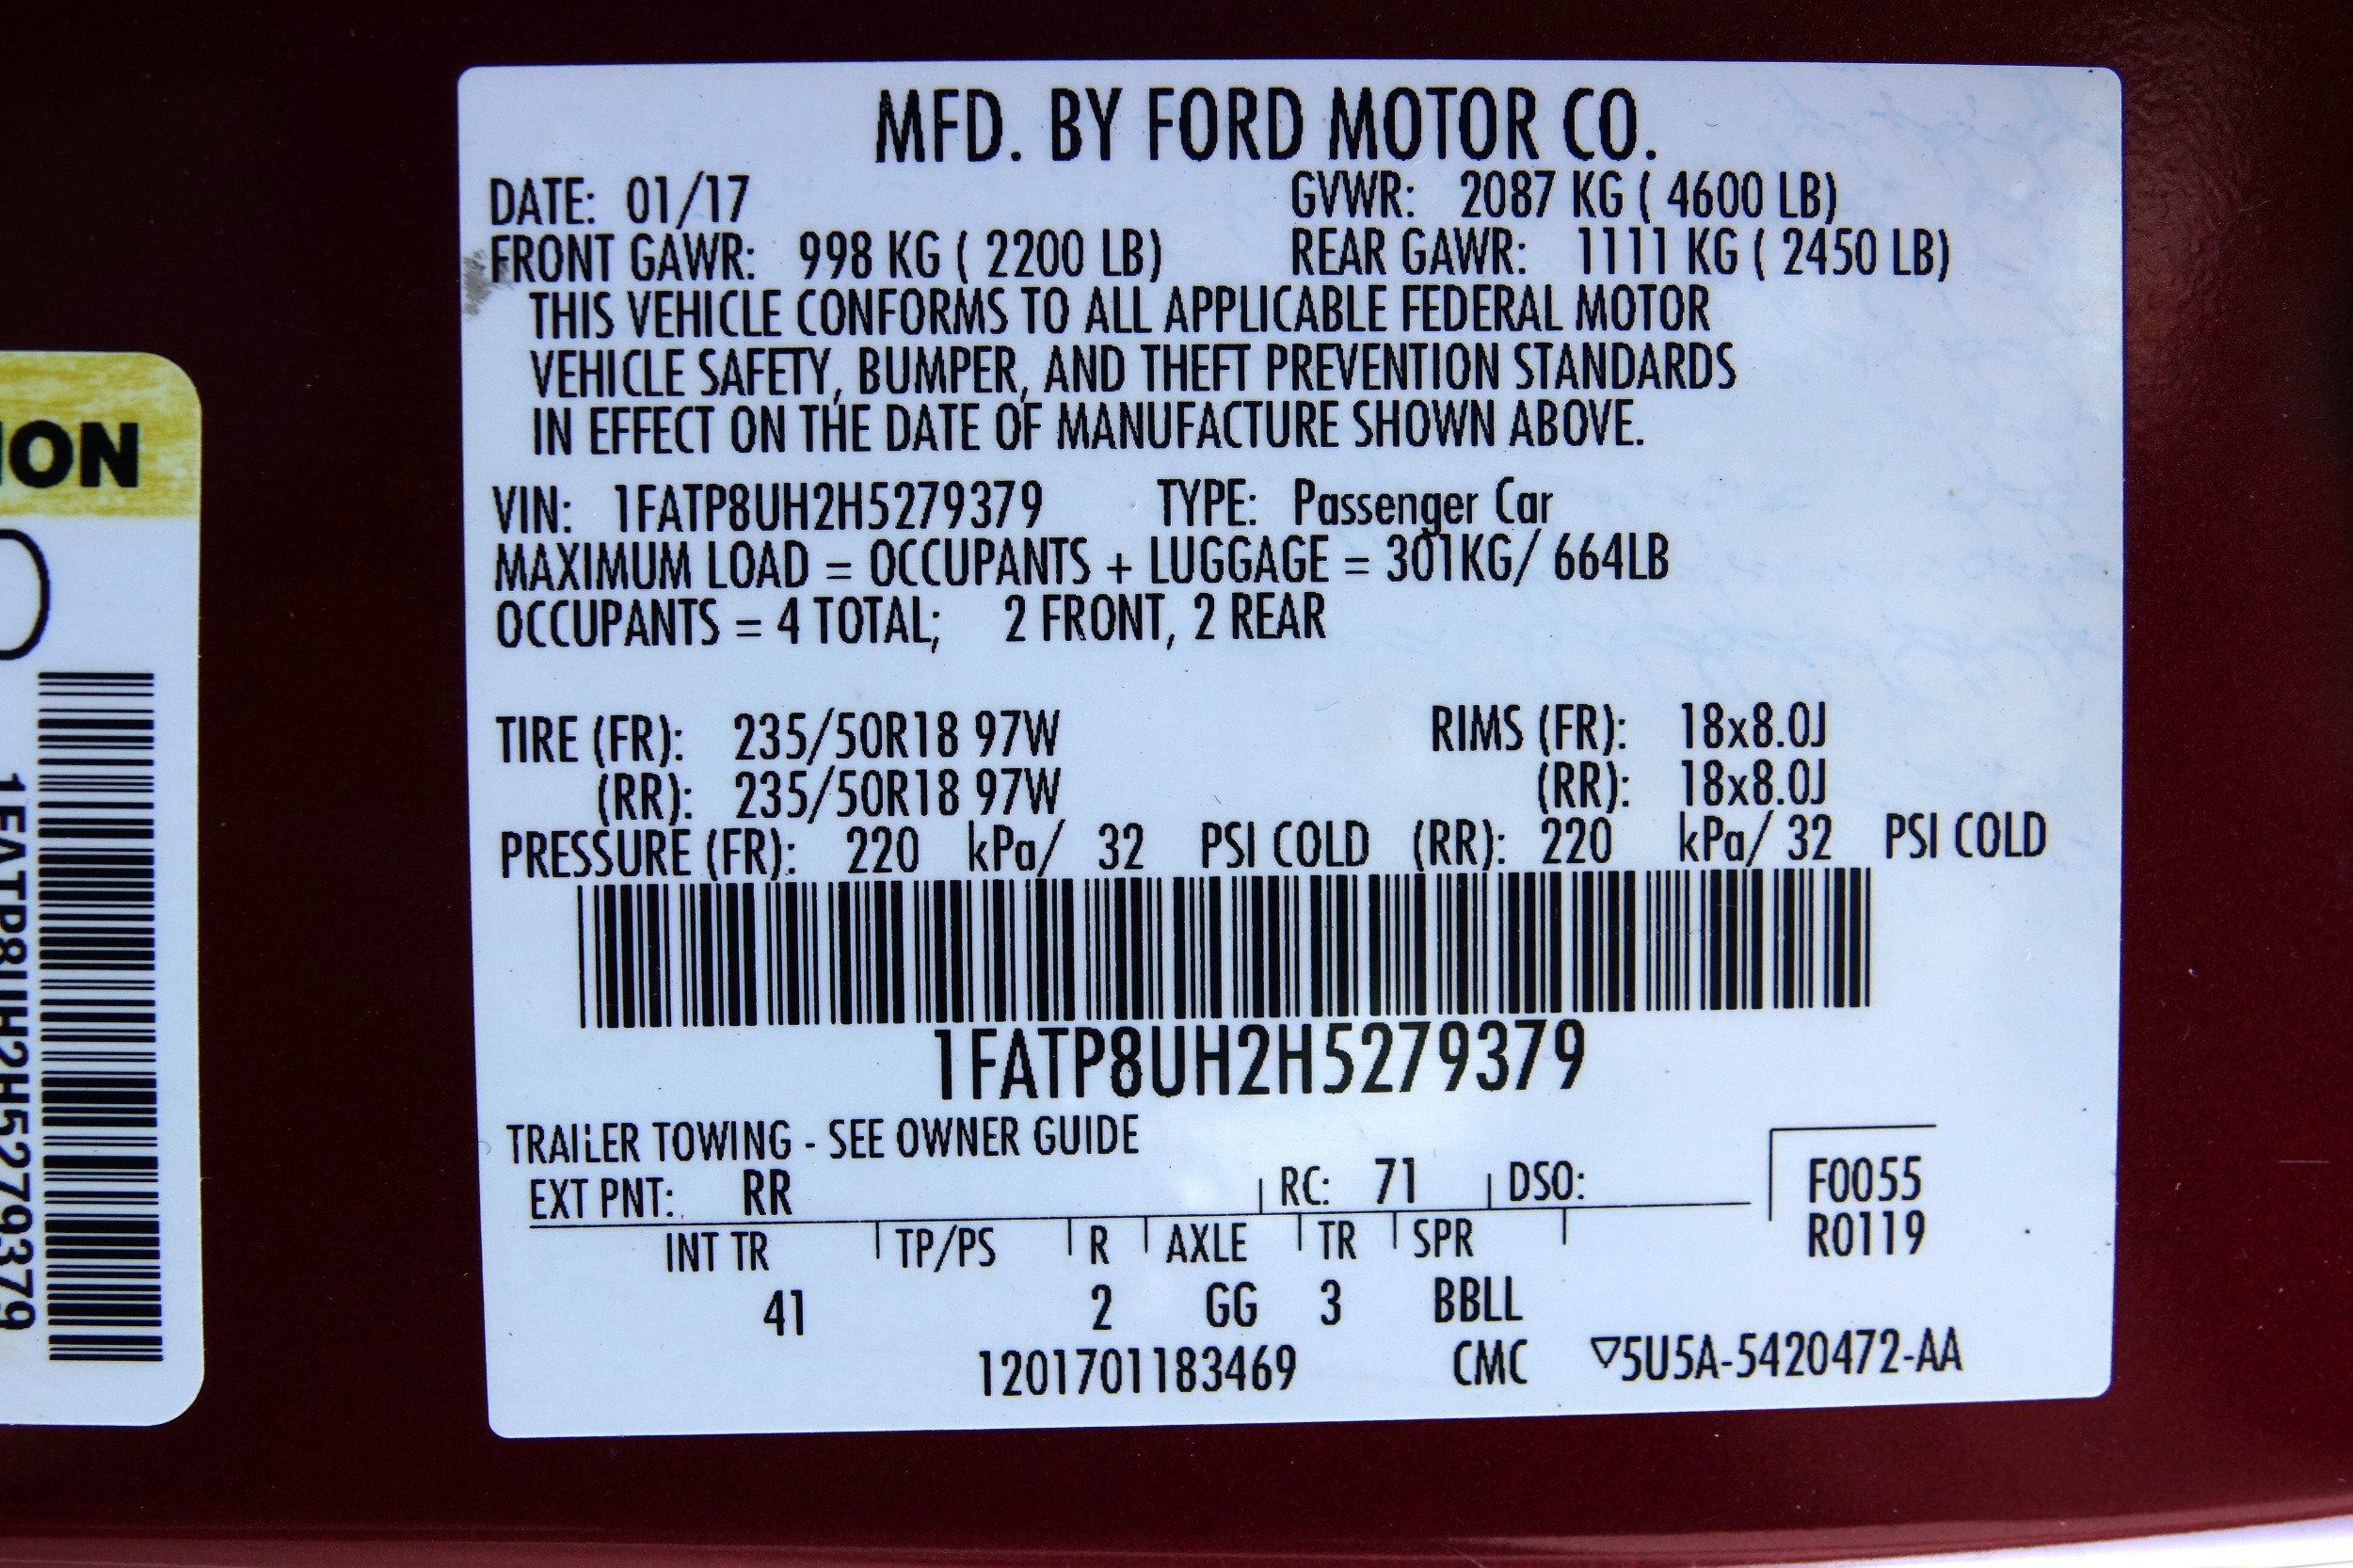 MFD. BY FORD MOTOR CO.
DATE: 01/17 GVWR: 2087 KG ( 4600 LB)
FRONT GAWR: 998 KG ( 2200 LB) REAR GAWR: 1111 KG ( 2450 LB)
THIS VEHICLE CONFORMS TO ALL APPLICABLE FEDERAL MOTOR
VEHICLE SAFETY, BUMPER, AND THEFT PREVENTION STANDARDS
IN EFFECT ON THE DATE OF MANUFACTURE SHOWN ABOVE.
VIN: 1FATP8UH2H5279379 TYPE: Passenger Car
MAXIMUM LOAD = OCCUPANTS + LUGGAGE = 301KG/ 664LB
OCCUPANTS = 4 TOTAL; 2 FRONT, 2 REAR
TIRE (FR): 235/50R18 97W RIMS (FR): 18x8.0J
(RR): 235/50R18 97W (RR): 18x8.0J
PRESSURE (FR): 220 kPa/ 32 PSI COLD (RR): 220 kPa/ 32 PSI COLD
1FATP8UH2H5279379
TRAILER TOWING - SEE OWNER GUIDE
EXT PNT: RR RC: 71 DSO: F0055
INT TR TP/PS R AXLE TR SPR R0119
41 2 GG 3 BBLL
1201701183469 CMC ▽5U5A-5420472-AA
ION
1FATP8UH2H5279379